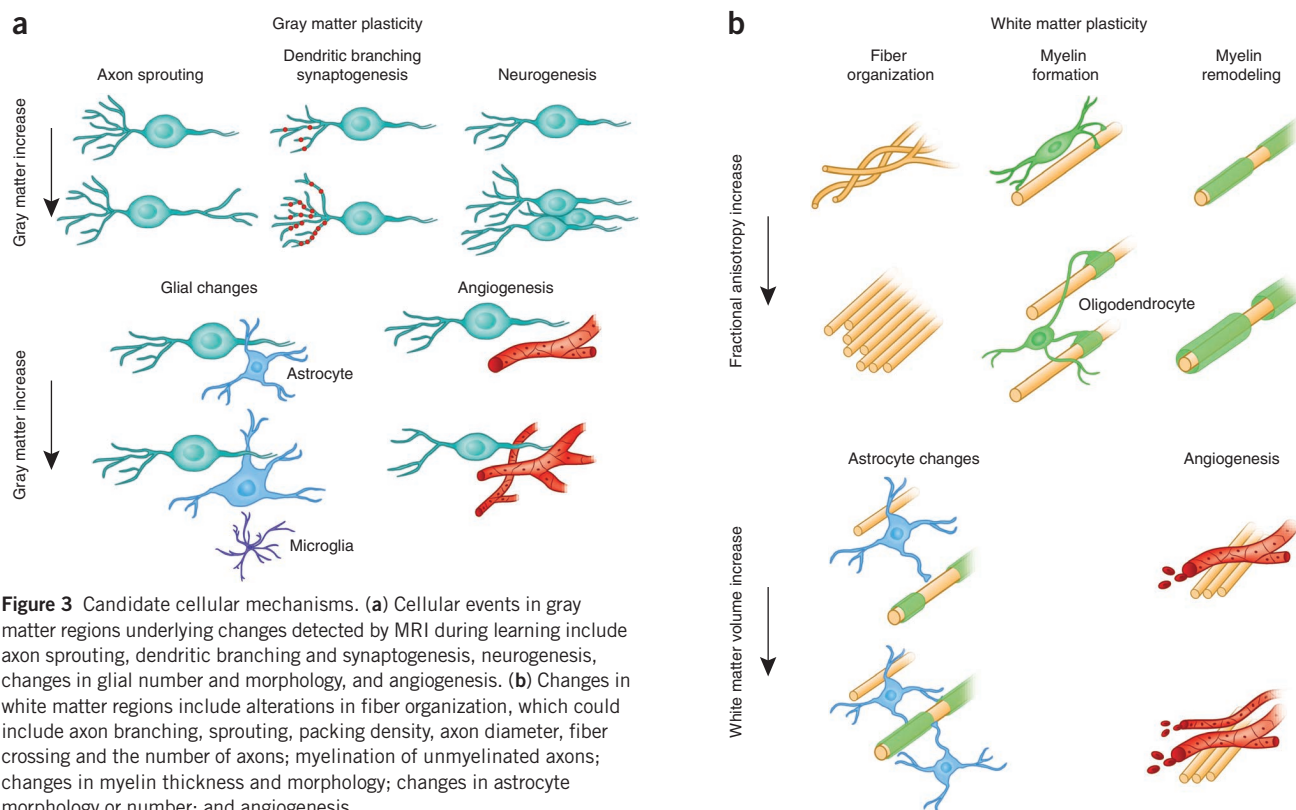 a
Gray matter plasticity
Axon sprouting
Dendritic branching
synaptogenesis
Neurogenesis
Gray matter increase
Glial changes
Angiogenesis
Astrocyte
Gray matter increase
Microglia
Figure 3 Candidate cellular mechanisms. (a) Cellular events in gray
matter regions underlying changes detected by MRI during learning include
axon sprouting, dendritic branching and synaptogenesis, neurogenesis,
changes in glial number and morphology, and angiogenesis. (b) Changes in
white matter regions include alterations in fiber organization, which could
include axon branching, sprouting, packing density, axon diameter, fiber
crossing and the number of axons; myelination of unmyelinated axons;
changes in myelin thickness and morphology; changes in astrocyte
morphology or number; and angiogenesis.
b
White matter plasticity
Fiber
organization
Myelin
formation
Myelin
remodeling
Fractional anisotropy increase
Oligodendrocyte
Astrocyte changes
Angiogenesis
White matter volume increase